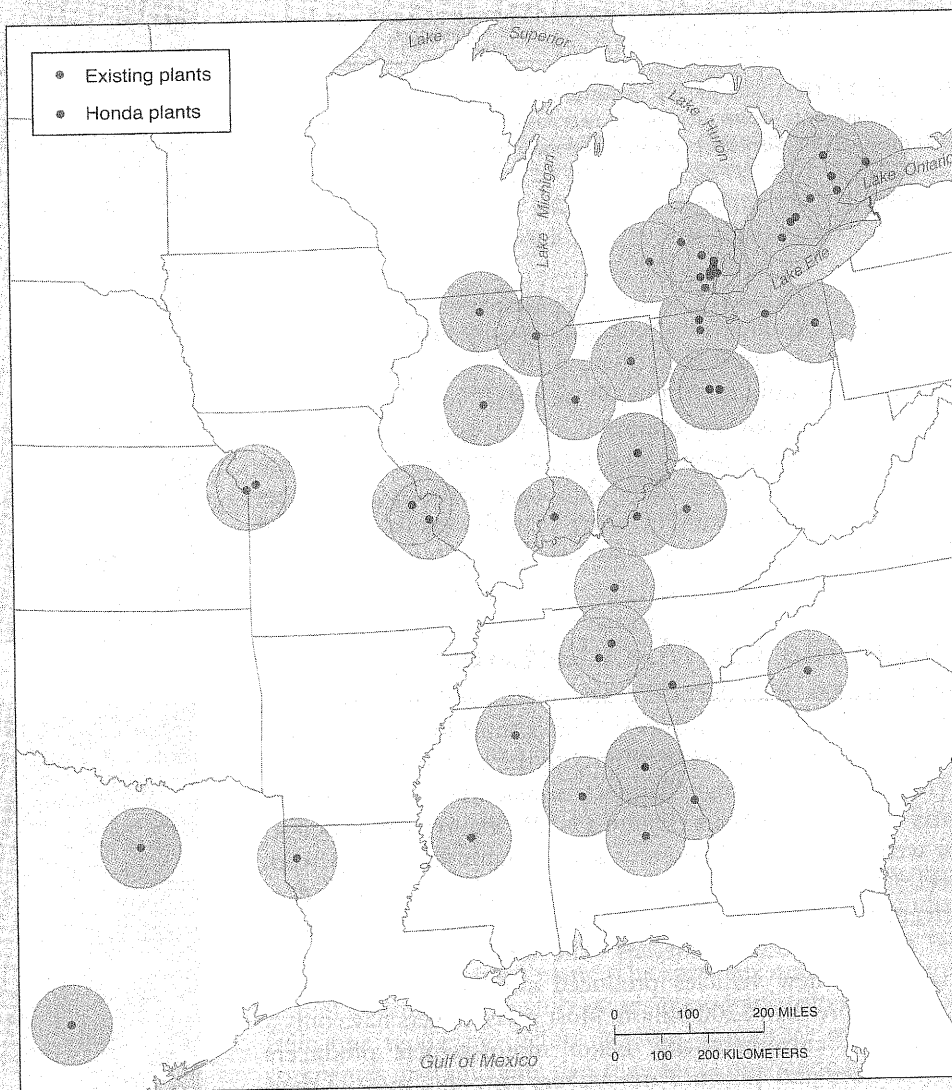 Existing plants
Honda plants
Lake Superior
Lake Huron
Lake Michigan
Lake Ontario
Lake Erie
0 100 200 MILES
0 100 200 KILOMETERS
Gulf of Mexico